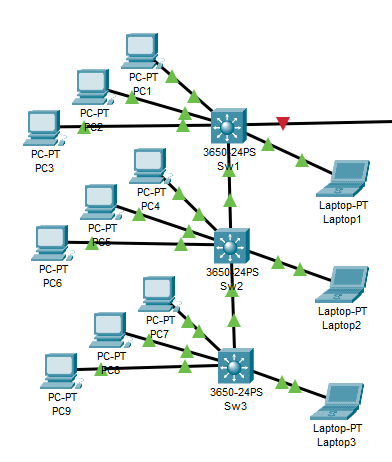 PC-PT
PC1
PC-PT
PC2
PC-PT
PC3
3650-24PS
Sw1
Laptop-PT
Laptop1
PC-PT
PC4
PC-PT
PC5
PC-PT
PC6
3650-24PS
Sw2
Laptop-PT
Laptop2
PC-PT
PC7
PC-PT
PC8
PC-PT
PC9
3650-24PS
Sw3
Laptop-PT
Laptop3